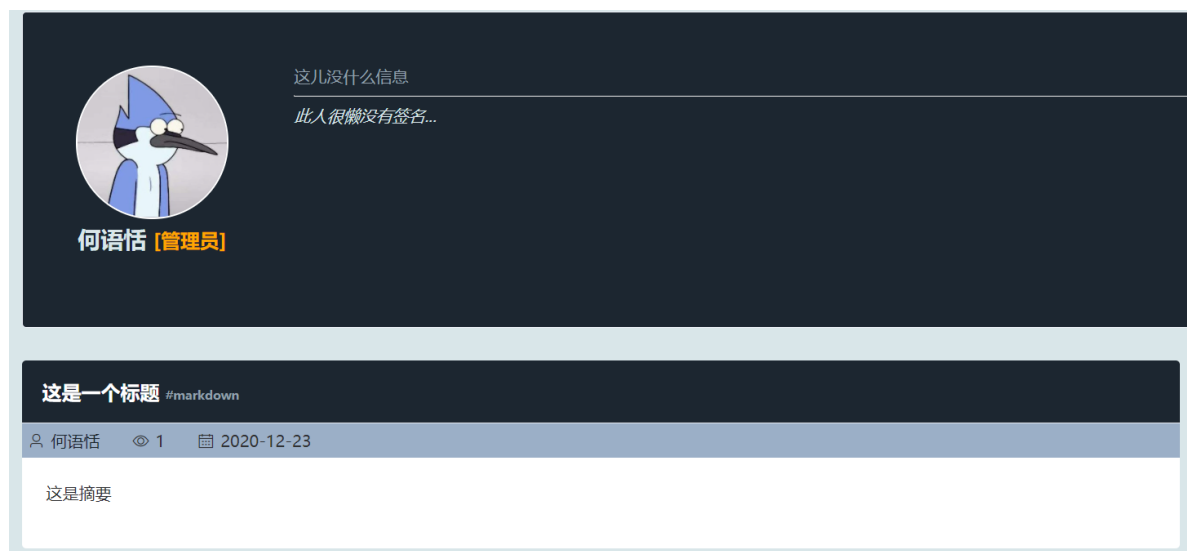 这儿没什么信息
此人很懒没有签名...
何语恬 [管理员]
这是一个标题 #markdown
何语恬 1 2020-12-23
这是摘要